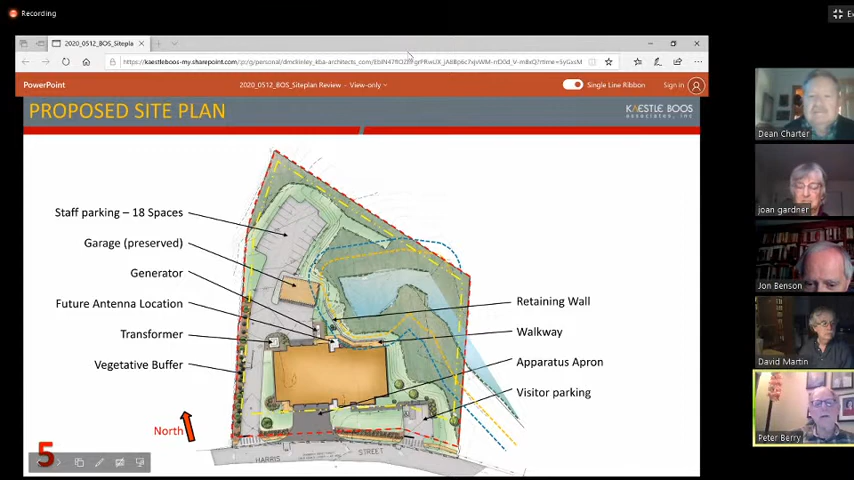 Recording
2020_0512_BOS_Sitepla
PowerPoint
2020_0512_BOS_Siteplan Review - View-only
Single Line Ribbon
Sign in
PROPOSED SITE PLAN
KAESTLE BOOS
associates, inc
Staff parking – 18 Spaces
Garage (preserved)
Generator
Future Antenna Location
Transformer
Vegetative Buffer
North
Retaining Wall
Walkway
Apparatus Apron
Visitor parking
HARRIS STREET
5
Dean Charter
joan gardner
Jon Benson
David Martin
Peter Berry